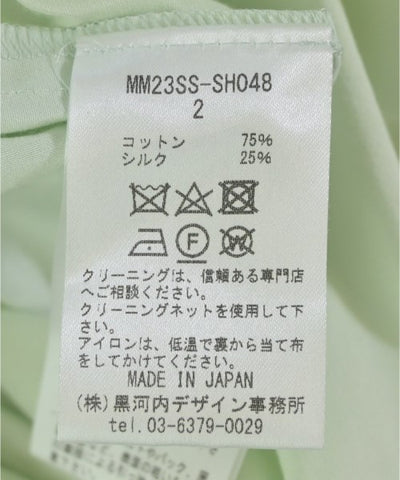 MM23SS-SH048
2
コットン 75%
シルク 25%
F
W
クリーニングは、信頼ある専門店
へご相談ください。
クリーニングネットを使用して下
さい。
アイロンは、低温で裏から当て布
をしてかけてください。
MADE IN JAPAN
(株)黒河内デザイン事務所
tel.03-6379-0029